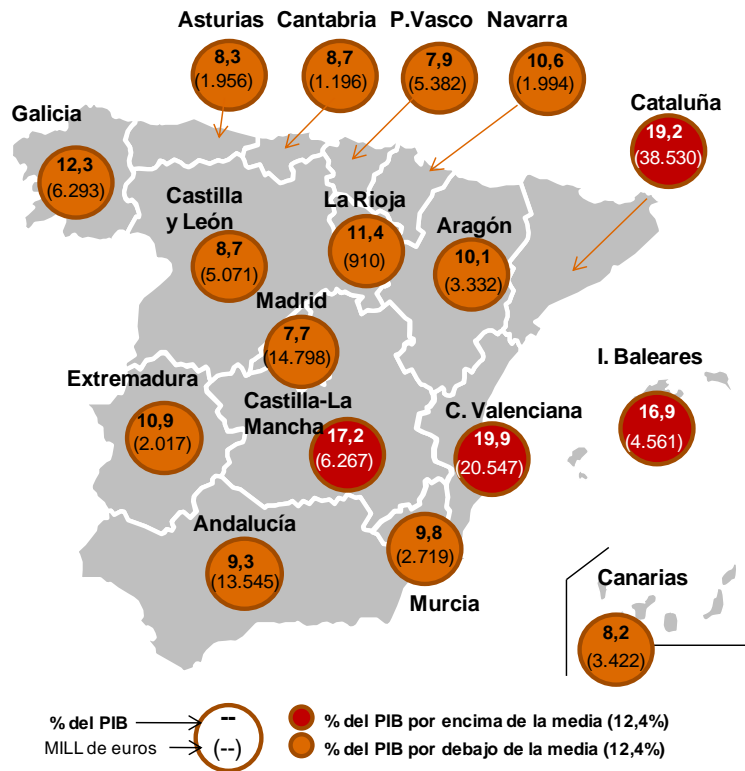 Asturias
8,3
(1.956)
Cantabria
8,7
(1.196)
P.Vasco
7,9
(5.382)
Navarra
10,6
(1.994)
Cataluña
19,2
(38.530)
Galicia
12,3
(6.293)
Castilla
y León
8,7
(5.071)
La Rioja
11,4
(910)
Aragón
10,1
(3.332)
Madrid
7,7
(14.798)
Extremadura
10,9
(2.017)
Castilla-La
Mancha
17,2
(6.267)
C. Valenciana
19,9
(20.547)
I. Baleares
16,9
(4.561)
Andalucía
9,3
(13.545)
9,8
(2.719)
Murcia
Canarias
8,2
(3.422)
% del PIB
--
MILL de euros
(--)
% del PIB por encima de la media (12,4%)
% del PIB por debajo de la media (12,4%)